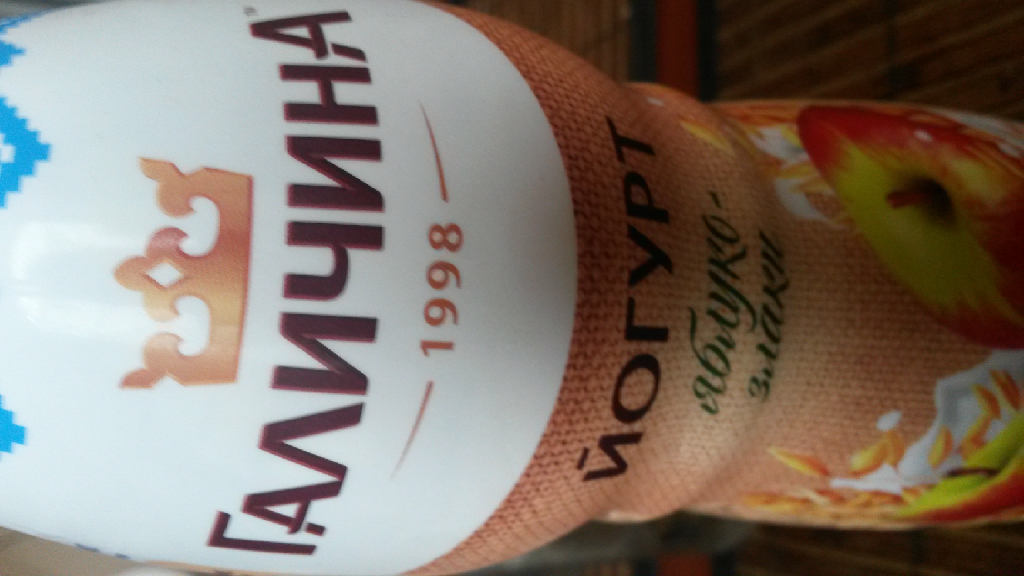 ГАЛИЧИНА
1998
ЙОГУРТ
яблуко-
злаки